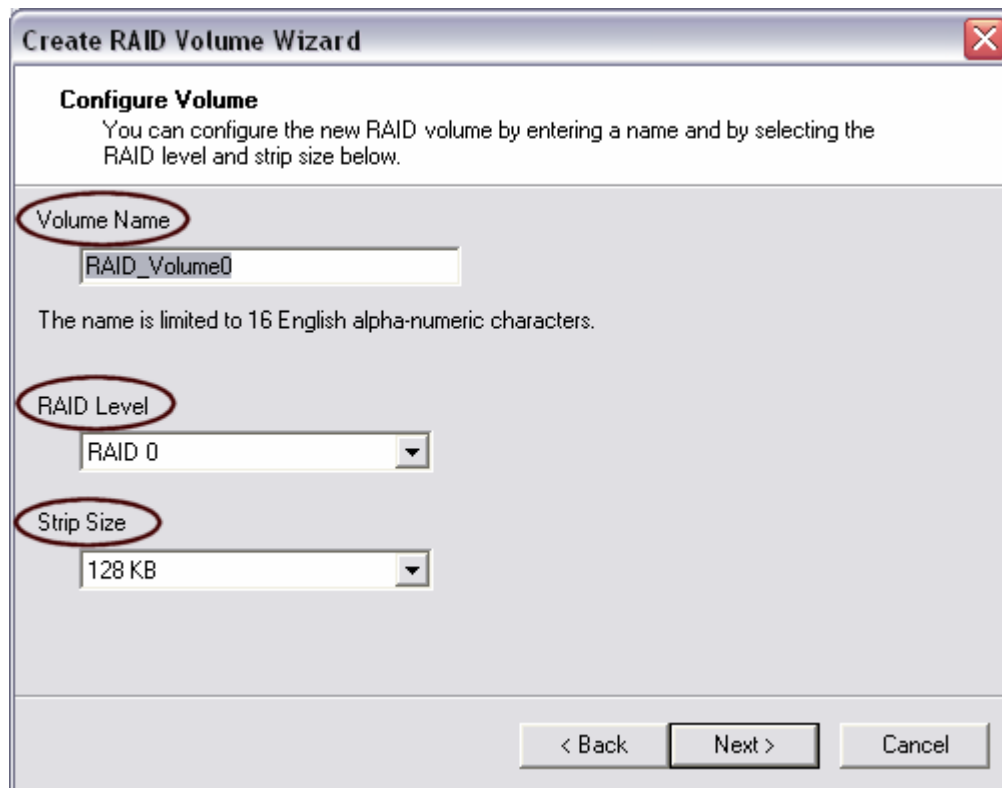 Create RAID Volume Wizard
Configure Volume
You can configure the new RAID volume by entering a name and by selecting the
RAID level and strip size below.
Volume Name
RAID_Volume0
The name is limited to 16 English alpha-numeric characters.
RAID Level
RAID 0
Strip Size
128 KB
< Back
Next >
Cancel